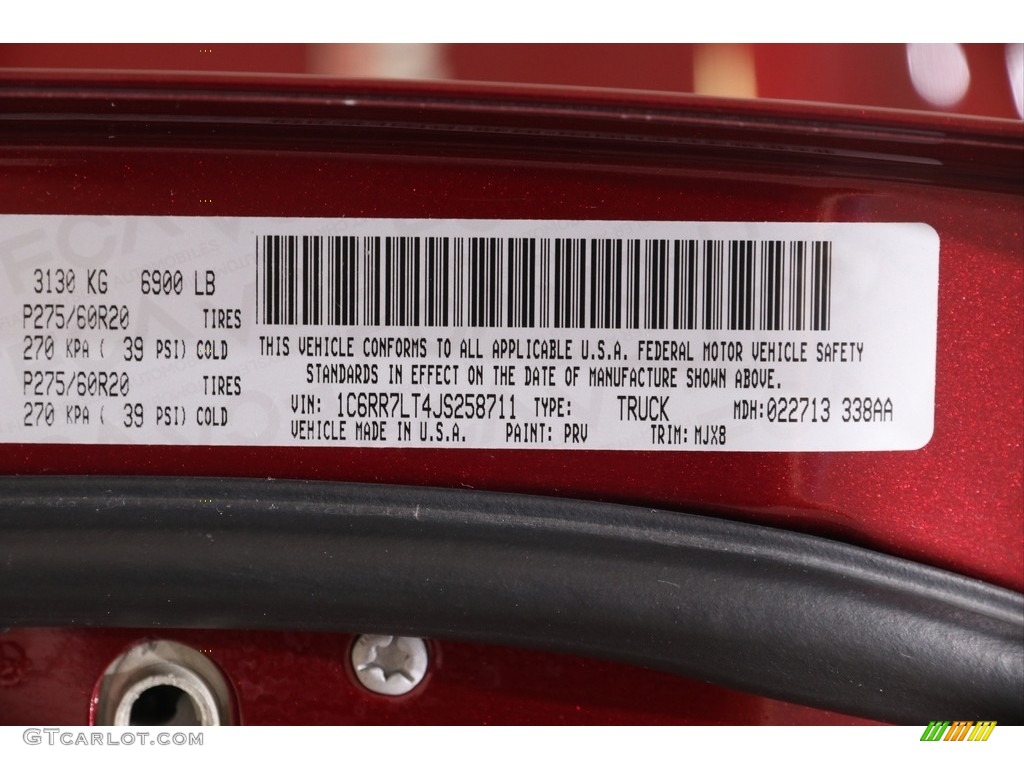 3130 KG 6900 LB
P275/60R20 TIRES
270 KPA ( 39 PSI) COLD
P275/60R20 TIRES
270 KPA ( 39 PSI) COLD
THIS VEHICLE CONFORMS TO ALL APPLICABLE U.S.A. FEDERAL MOTOR VEHICLE SAFETY
STANDARDS IN EFFECT ON THE DATE OF MANUFACTURE SHOWN ABOVE.
VIN: 1C6RR7LT4JS258711 TYPE: TRUCK MDH:022713 338AA
VEHICLE MADE IN U.S.A. PAINT: PRV TRIM: MJX8
GTCARLOT.COM